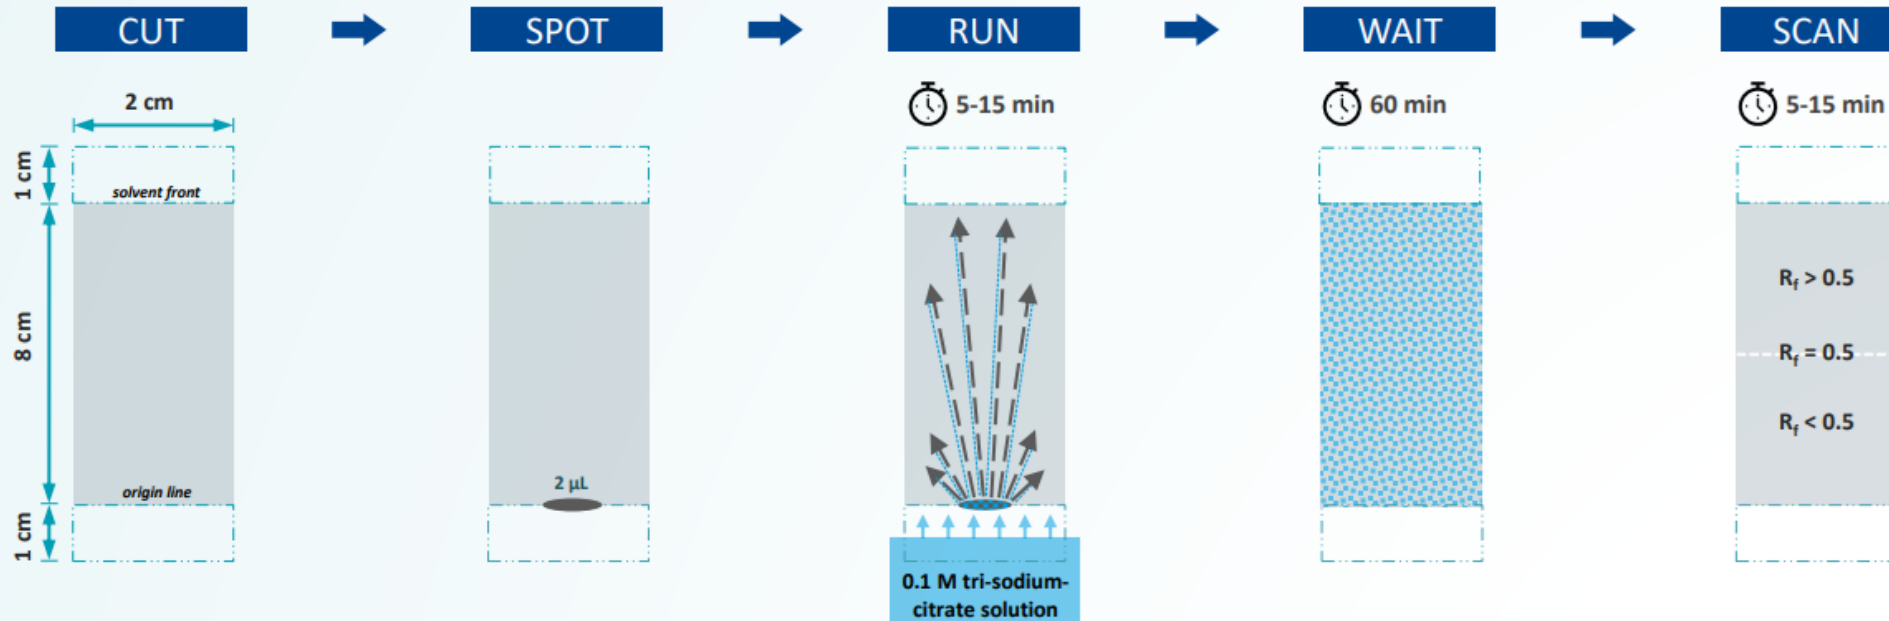 CUT
SPOT
RUN
WAIT
SCAN
2 cm
5-15 min
60 min
5-15 min
1 cm
solvent front
8 cm
Rf > 0.5
Rf = 0.5
Rf < 0.5
origin line
2 µL
1 cm
0.1 M tri-sodium-
citrate solution